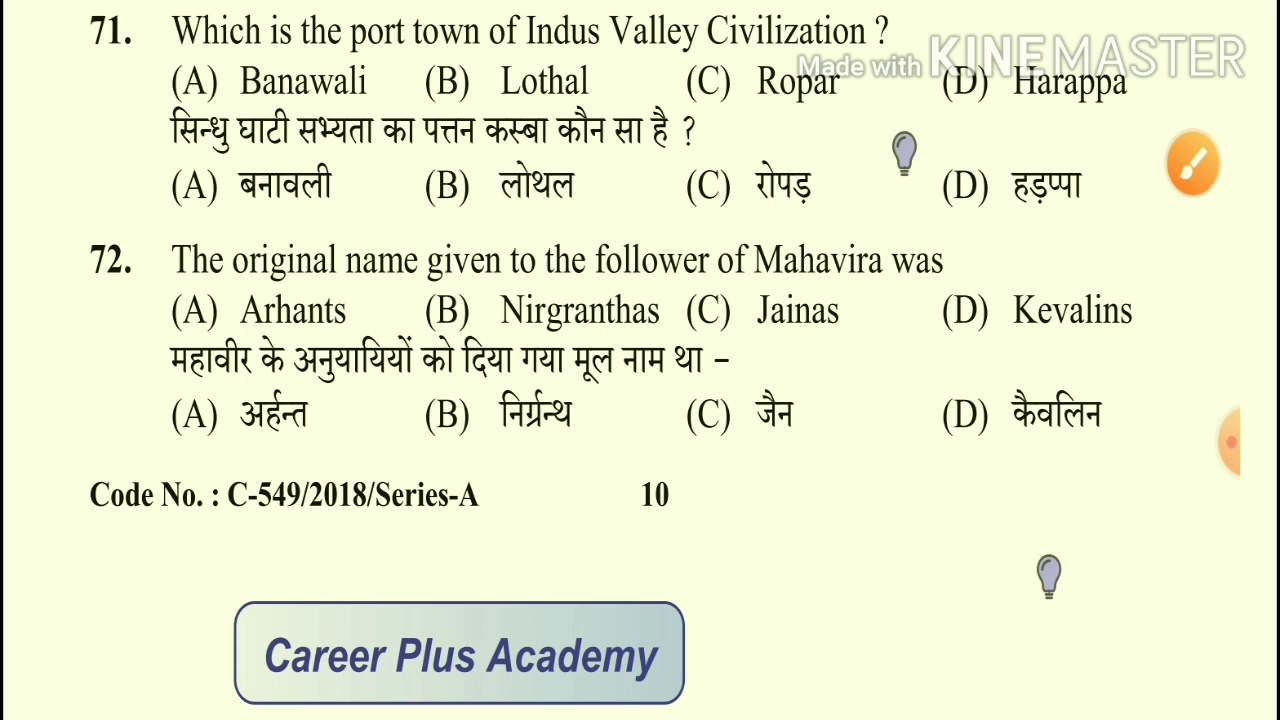 71. Which is the port town of Indus Valley Civilization ?
Made with KINEMASTER
(A) Banawali (B) Lothal (C) Ropar (D) Harappa
सिन्धु घाटी सभ्यता का पत्तन कस्बा कौन सा है ?
(A) बनावली (B) लोथल (C) रोपड़ (D) हड़प्पा
72. The original name given to the follower of Mahavira was
(A) Arhants (B) Nirgranthas (C) Jainas (D) Kevalins
महावीर के अनुयायियों को दिया गया मूल नाम था –
(A) अर्हन्त (B) निर्ग्रन्थ (C) जैन (D) कैवलिन
Code No. : C-549/2018/Series-A 10
Career Plus Academy